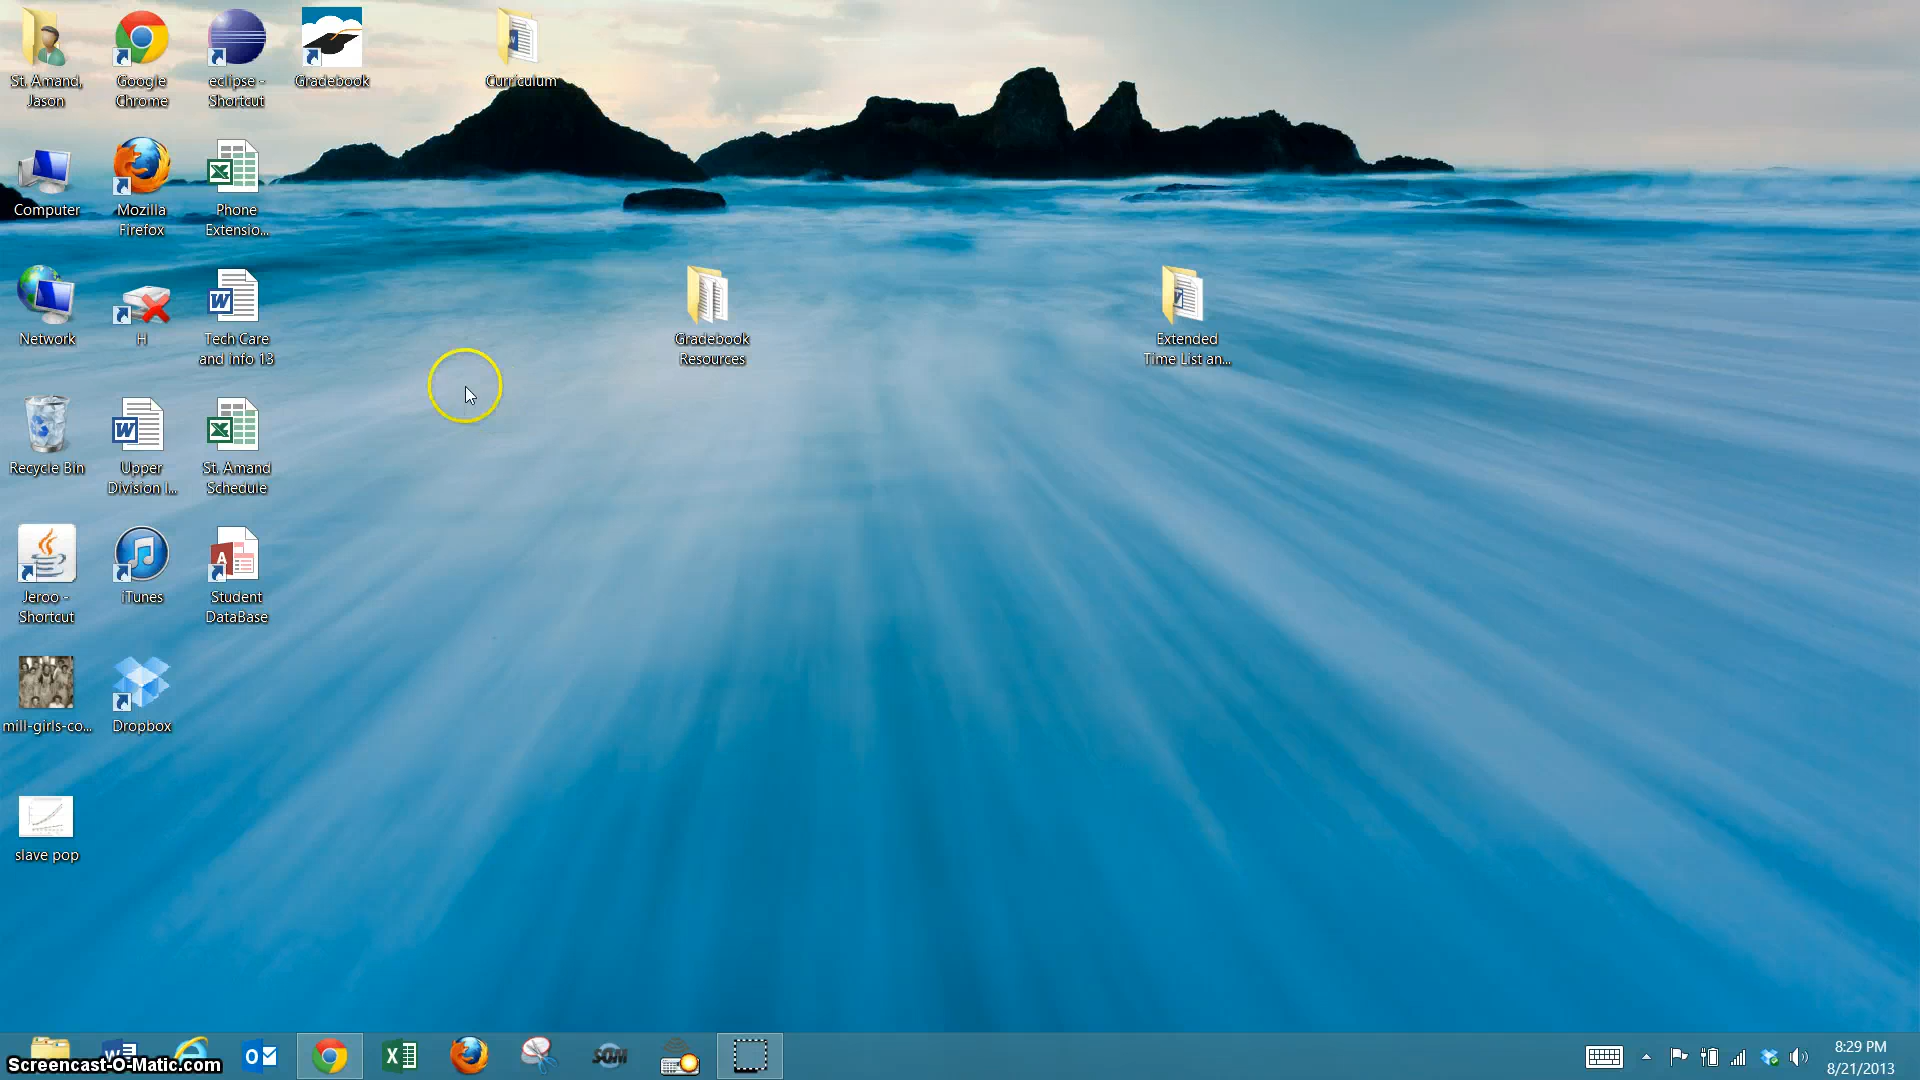 St. Amand,
Jason
Google
Chrome
eclipse -
Shortcut
Gradebook
Curriculum
Computer
Mozilla
Firefox
Phone
Extensio...
Network
H
Tech Care
and info 13
Gradebook
Resources
Extended
Time List an...
Recycle Bin
Upper
Division I...
St. Amand
Schedule
Jeroo -
Shortcut
iTunes
Student
DataBase
mill-girls-co...
Dropbox
slave pop
Screencast-O-Matic.com
SOM
8:29 PM
8/21/2013